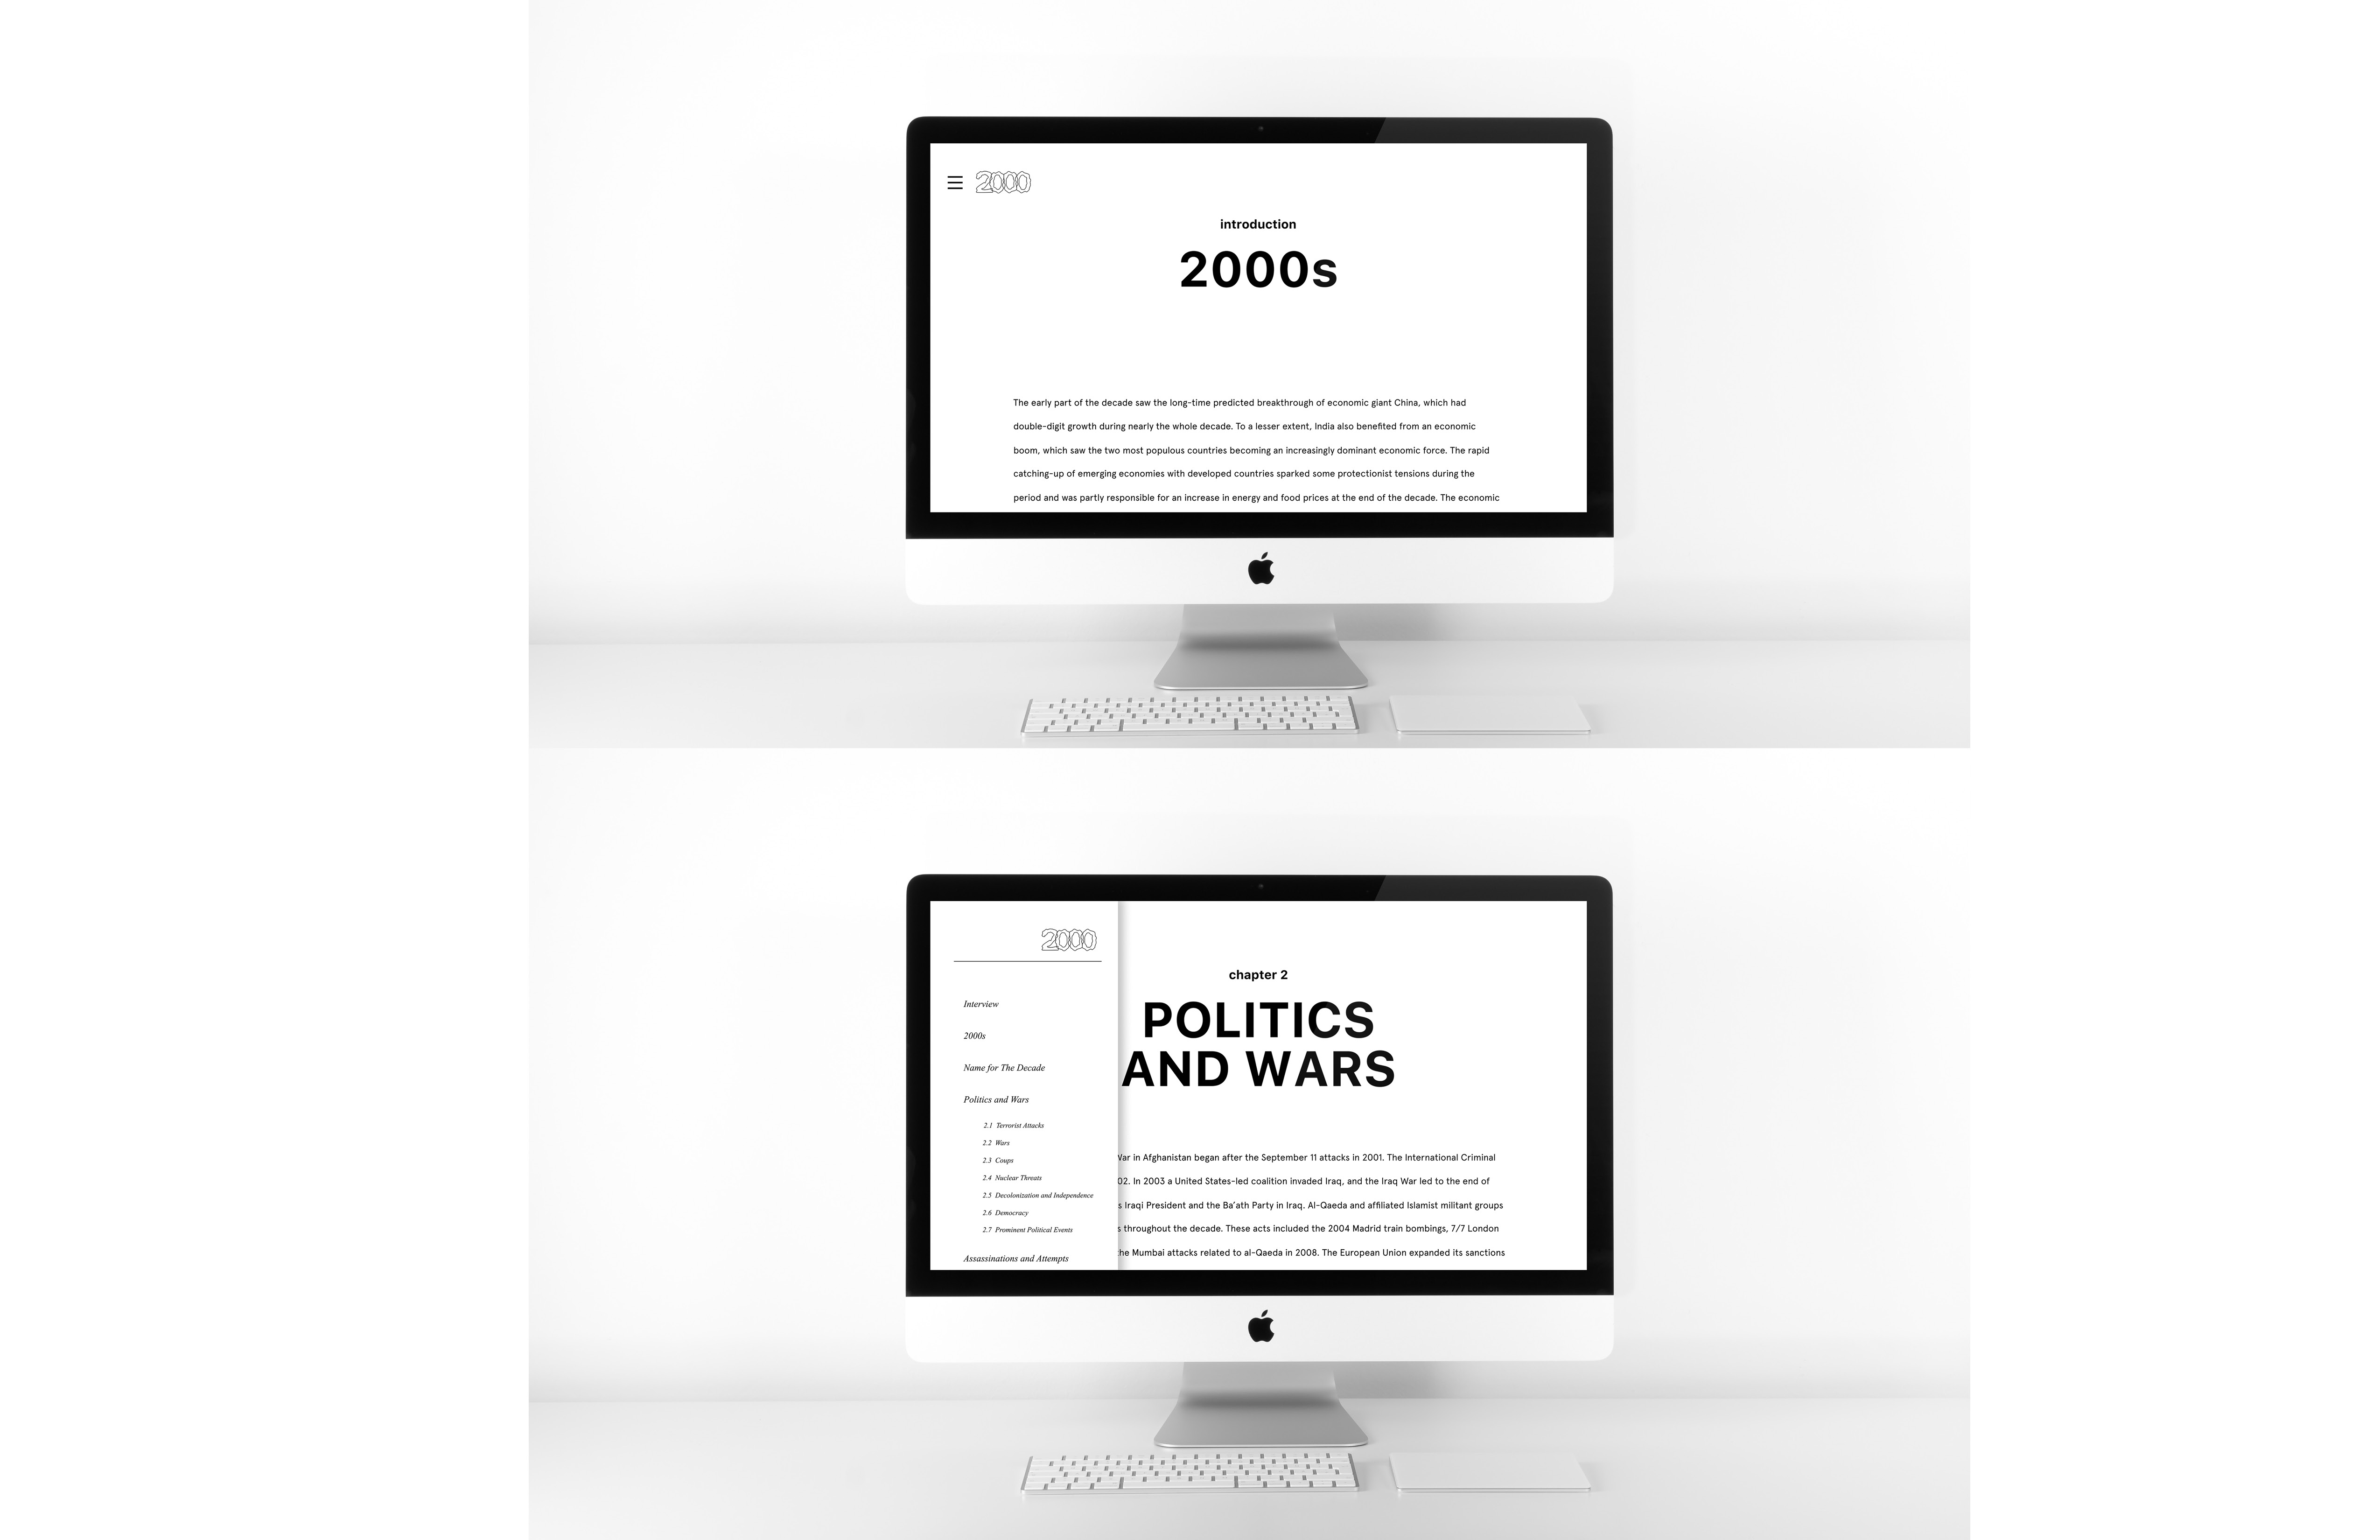 2000
introduction
2000s
The early part of the decade saw the long-time predicted breakthrough of economic giant China, which had
double-digit growth during nearly the whole decade. To a lesser extent, India also benefited from an economic
boom, which saw the two most populous countries becoming an increasingly dominant economic force. The rapid
catching-up of emerging economies with developed countries sparked some protectionist tensions during the
period and was partly responsible for an increase in energy and food prices at the end of the decade. The economic
2000
Interview
2000s
Name for The Decade
Politics and Wars
2.1 Terrorist Attacks
2.2 Wars
2.3 Coups
2.4 Nuclear Threats
2.5 Decolonization and Independence
2.6 Democracy
2.7 Prominent Political Events
Assassinations and Attempts
chapter 2
POLITICS
AND WARS
War in Afghanistan began after the September 11 attacks in 2001. The International Criminal
02. In 2003 a United States-led coalition invaded Iraq, and the Iraq War led to the end of
s Iraqi President and the Ba’ath Party in Iraq. Al-Qaeda and affiliated Islamist militant groups
s throughout the decade. These acts included the 2004 Madrid train bombings, 7/7 London
the Mumbai attacks related to al-Qaeda in 2008. The European Union expanded its sanctions